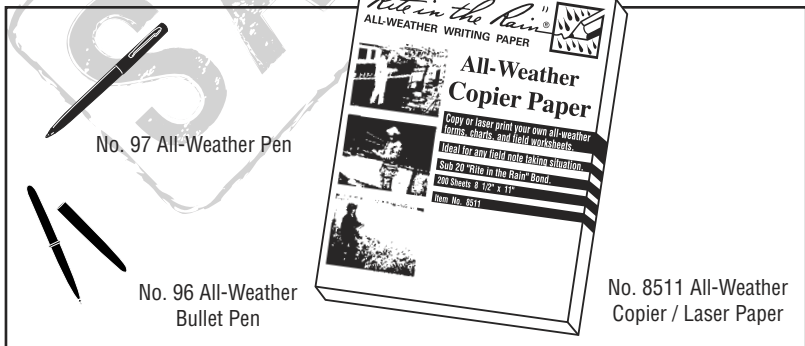 Rite in the Rain ®
ALL-WEATHER WRITING PAPER
All-Weather
Copier Paper
Copy or laser print your own all-weather
forms, charts, and field worksheets.
Ideal for any field note taking situation.
Sub 20 "Rite in the Rain" Bond.
200 Sheets 8 1/2" x 11"
Item No. 8511
No. 97 All-Weather Pen
No. 96 All-Weather
Bullet Pen
No. 8511 All-Weather
Copier / Laser Paper